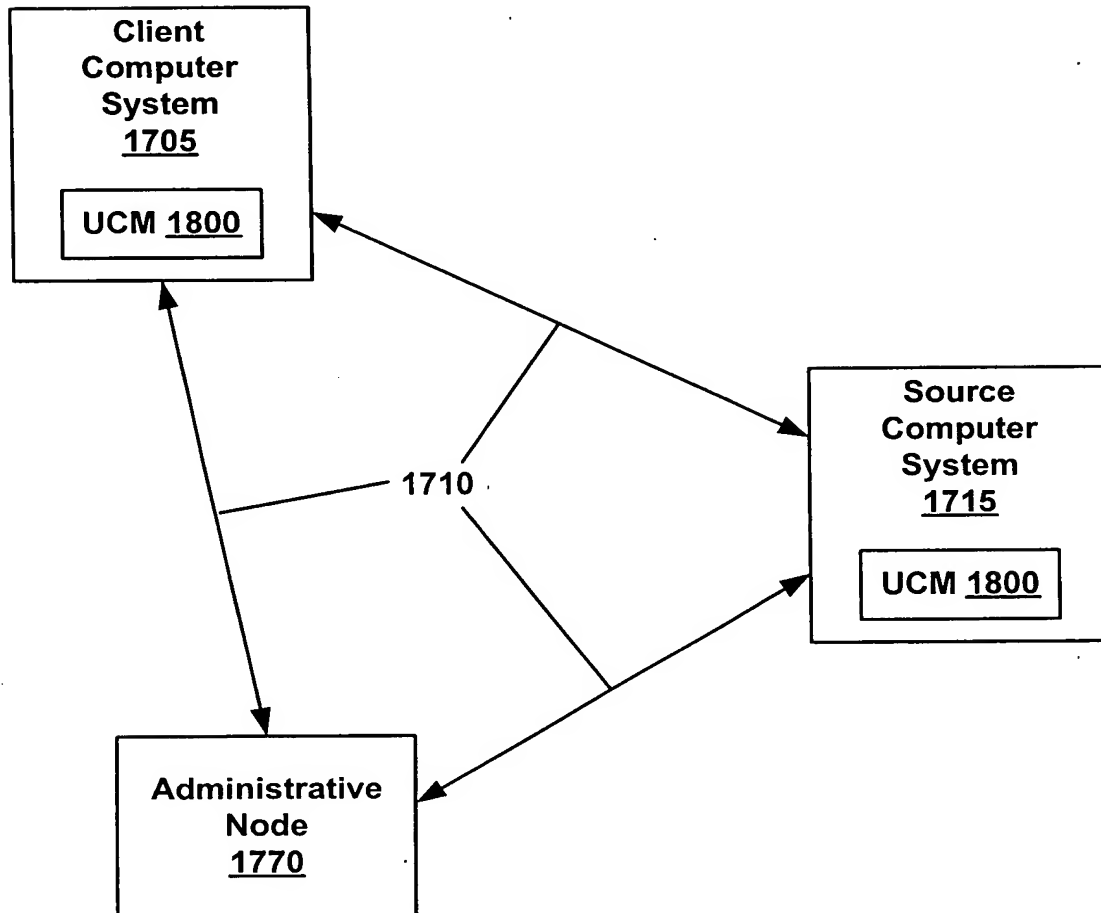 Client
Computer
System
1705
UCM 1800
Source
Computer
System
1715
UCM 1800
1710
Administrative
Node
1770